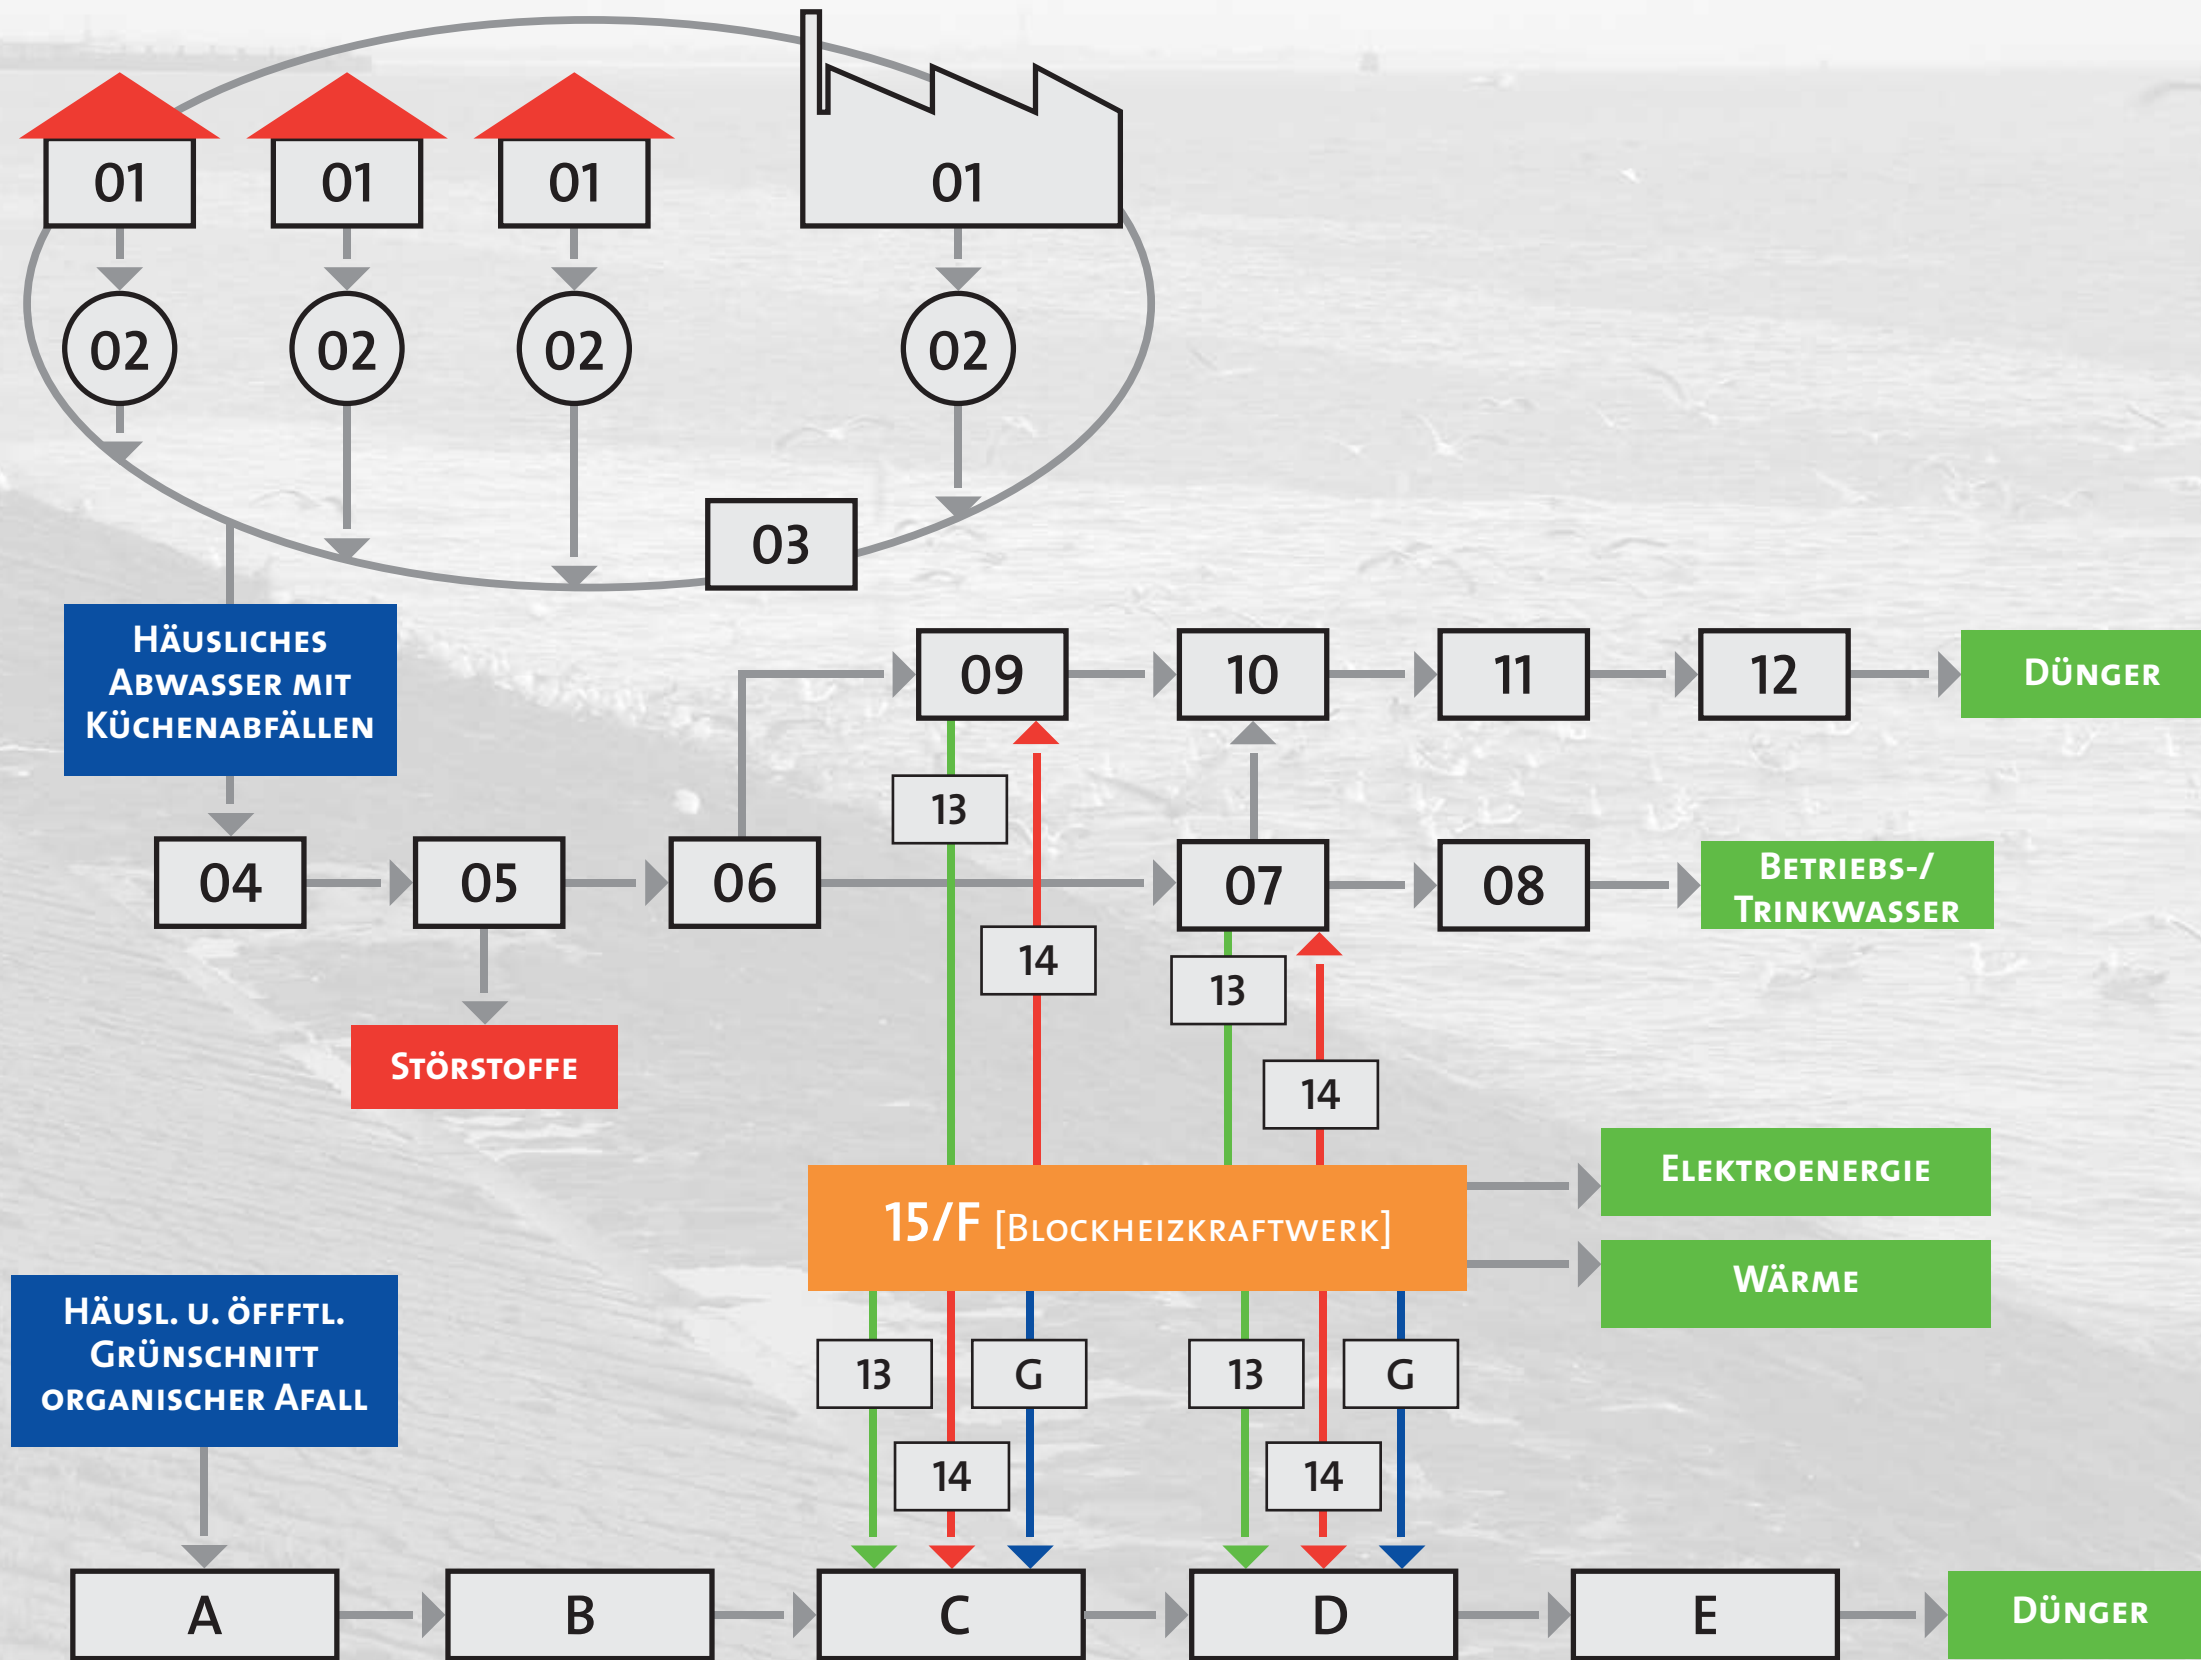 01
01
01
01
02
02
02
02
03
Häusliches
Abwasser mit
Küchenabfällen
09
10
11
12
Dünger
13
04
05
06
07
08
Betriebs-/
Trinkwasser
14
13
Störstoffe
14
Elektroenergie
15/F [Blockheizkraftwerk]
Wärme
Häusl. u. öffftl.
Grünschnitt
organischer Afall
13
G
13
G
14
14
A
B
C
D
E
Dünger